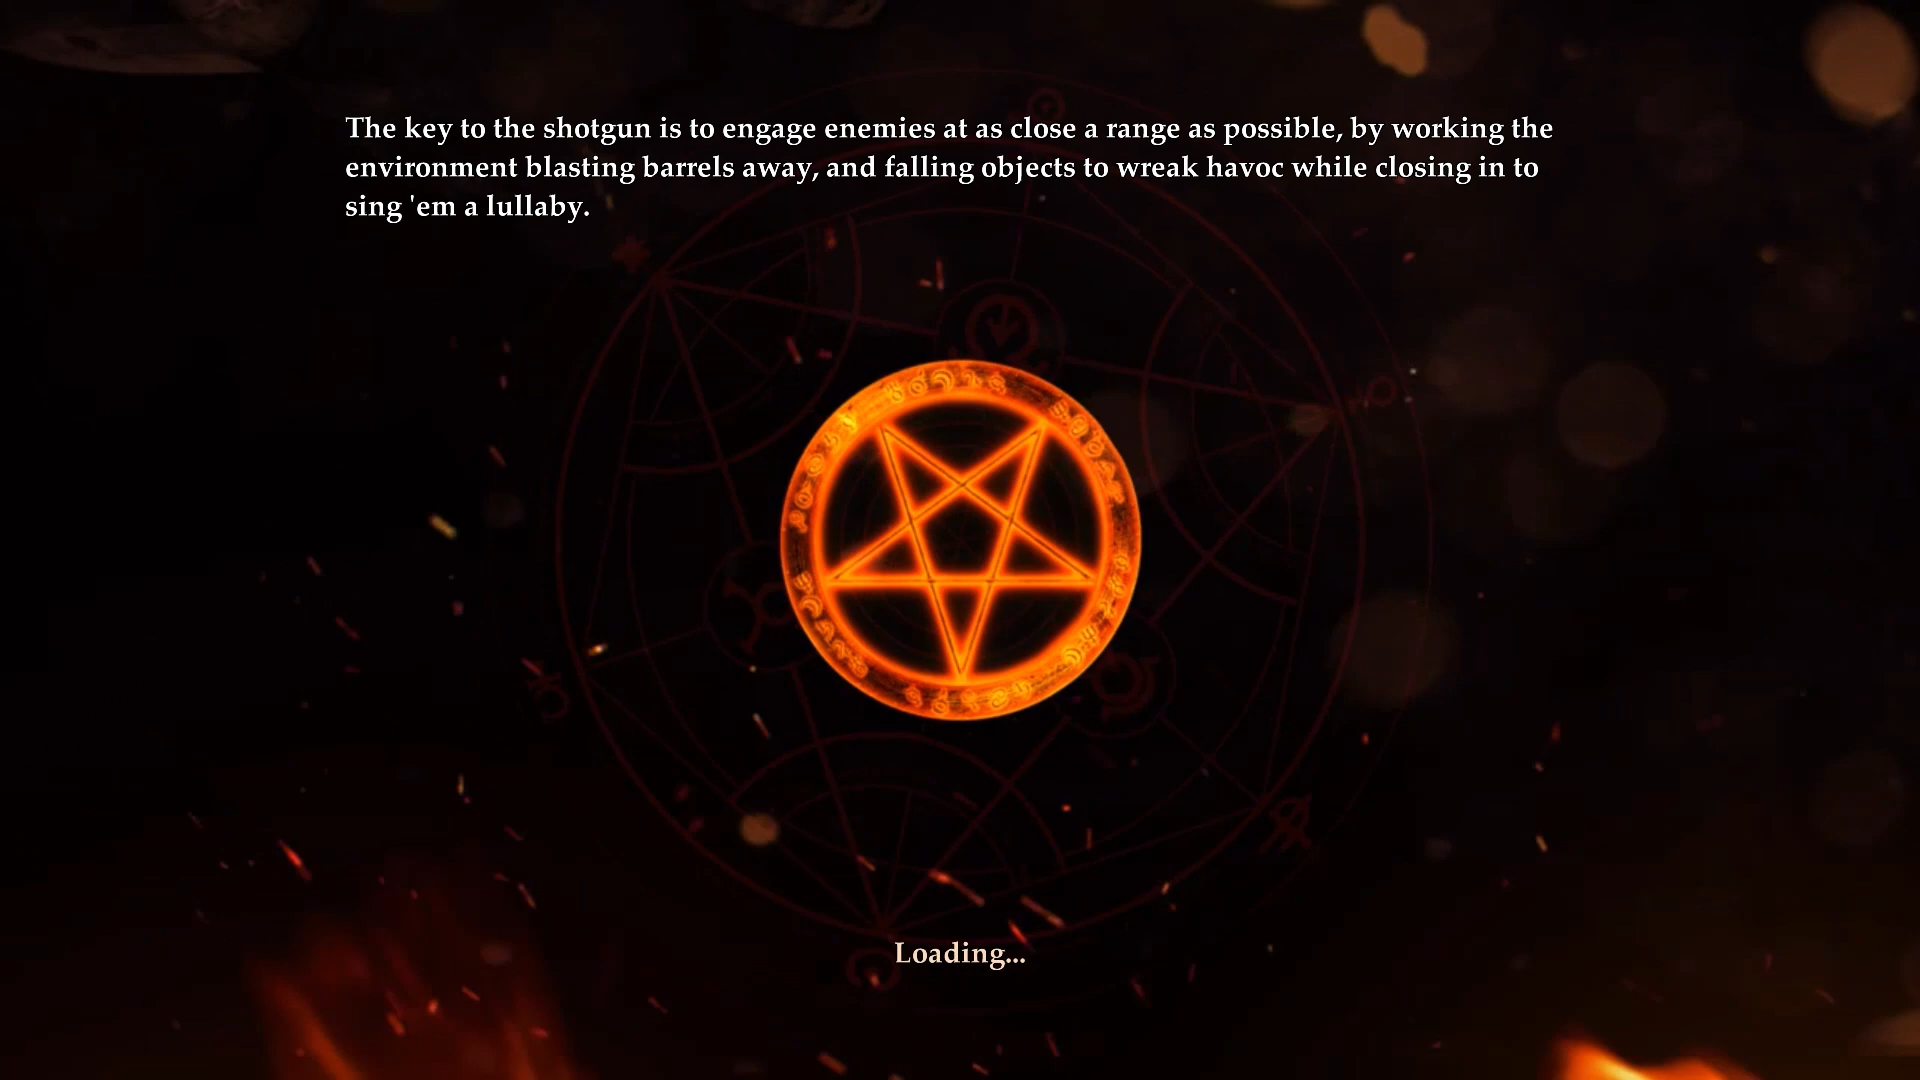 The key to the shotgun is to engage enemies at as close a range as possible, by working the
environment blasting barrels away, and falling objects to wreak havoc while closing in to
sing 'em a lullaby.
Loading...